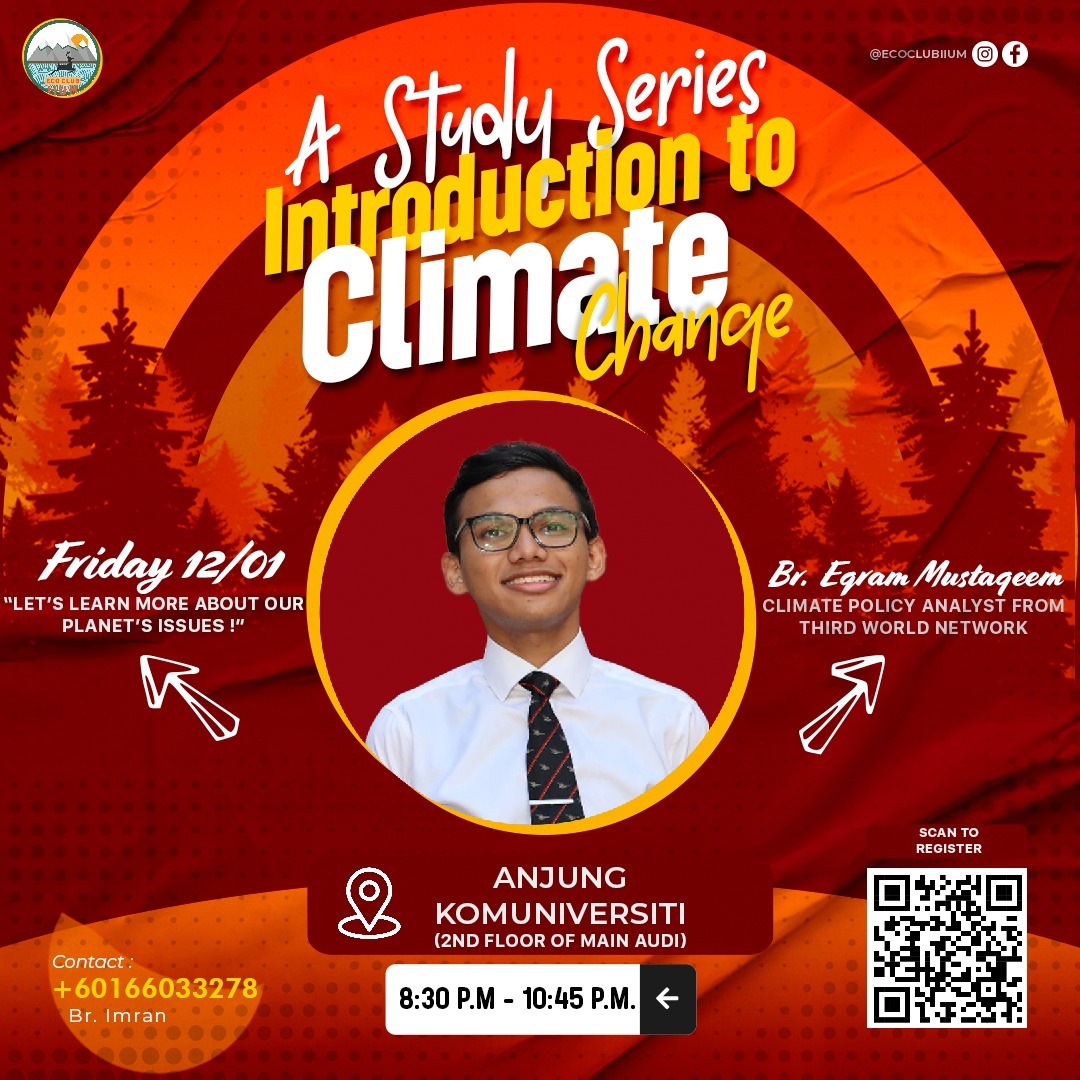 ECO CLUB
@ECOCLUBIIUM
A Study Series
Introduction to
Climate
Change
Friday 12/01
“LET’S LEARN MORE ABOUT OUR
PLANET’S ISSUES !”
Br. Eqram Mustaqeem
CLIMATE POLICY ANALYST FROM
THIRD WORLD NETWORK
SCAN TO
REGISTER
ANJUNG
KOMUNIVERSITI
(2ND FLOOR OF MAIN AUDI)
8:30 P.M - 10:45 P.M.
Contact :
+60166033278
Br. Imran